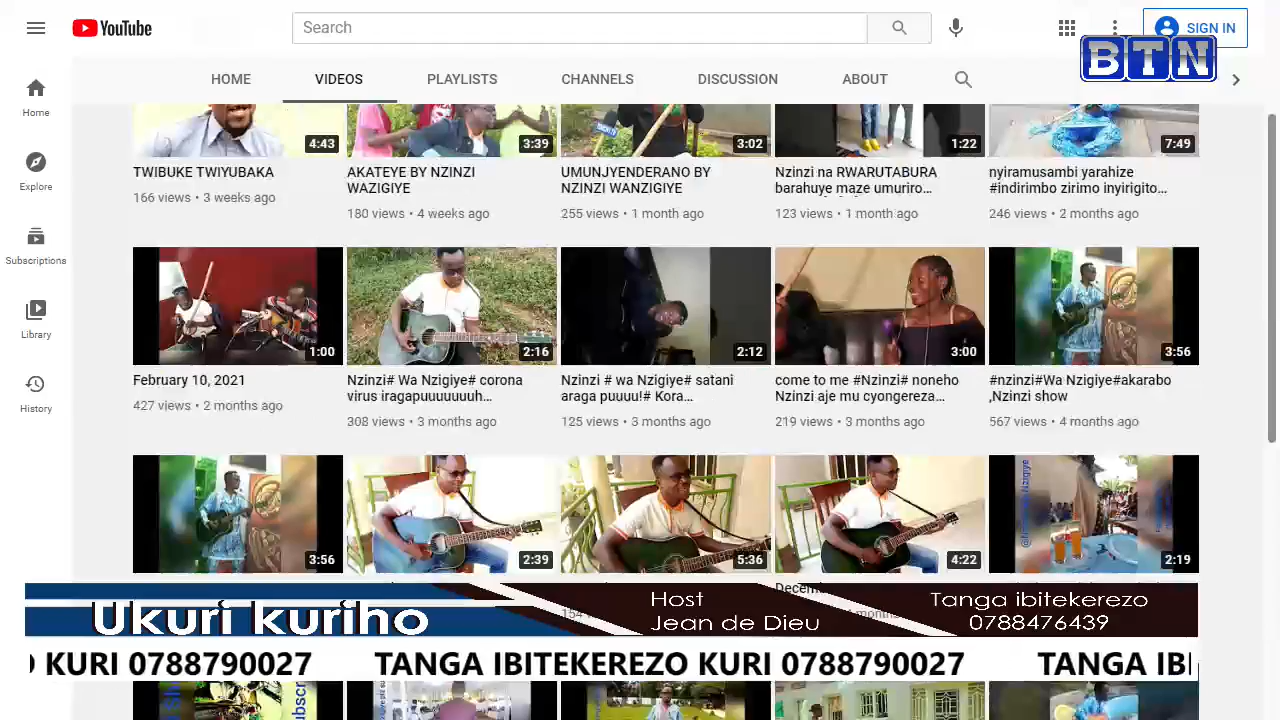 YouTube
Search
SIGN IN
BTN
HOME VIDEOS PLAYLISTS CHANNELS DISCUSSION ABOUT
Home
Explore
Subscriptions
Library
History
4:43
3:39
3:02
1:22
7:49
TWIBUKE TWIYUBAKA
166 views • 3 weeks ago
AKATEYE BY NZINZI
WAZIGIYE
180 views • 4 weeks ago
UMUNJYENDERANO BY
NZINZI WANZIGIYE
255 views • 1 month ago
Nzinzi na RWARUTABURA
barahuye maze umuriro…
123 views • 1 month ago
nyiramusambi yarahize
#indirimbo zirimo inyirigito…
246 views • 2 months ago
1:00
2:16
2:12
3:00
3:56
February 10, 2021
427 views • 2 months ago
Nzinzi# Wa Nzigiye# corona
virus iragapuuuuuuuh…
308 views • 3 months ago
Nzinzi # wa Nzigiye# satani
araga puuuu!# Kora…
125 views • 3 months ago
come to me #Nzinzi# noneho
Nzinzi aje mu cyongereza…
219 views • 3 months ago
#nzinzi#Wa Nzigiye#akarabo
,Nzinzi show
567 views • 4 months ago
3:56
2:39
5:36
4:22
2:19
Ukuri kuriho
Host
Jean de Dieu
Tanga ibitekerezo
0788476439
O KURI 0788790027 TANGA IBITEKEREZO KURI 0788790027 TANGA IBI